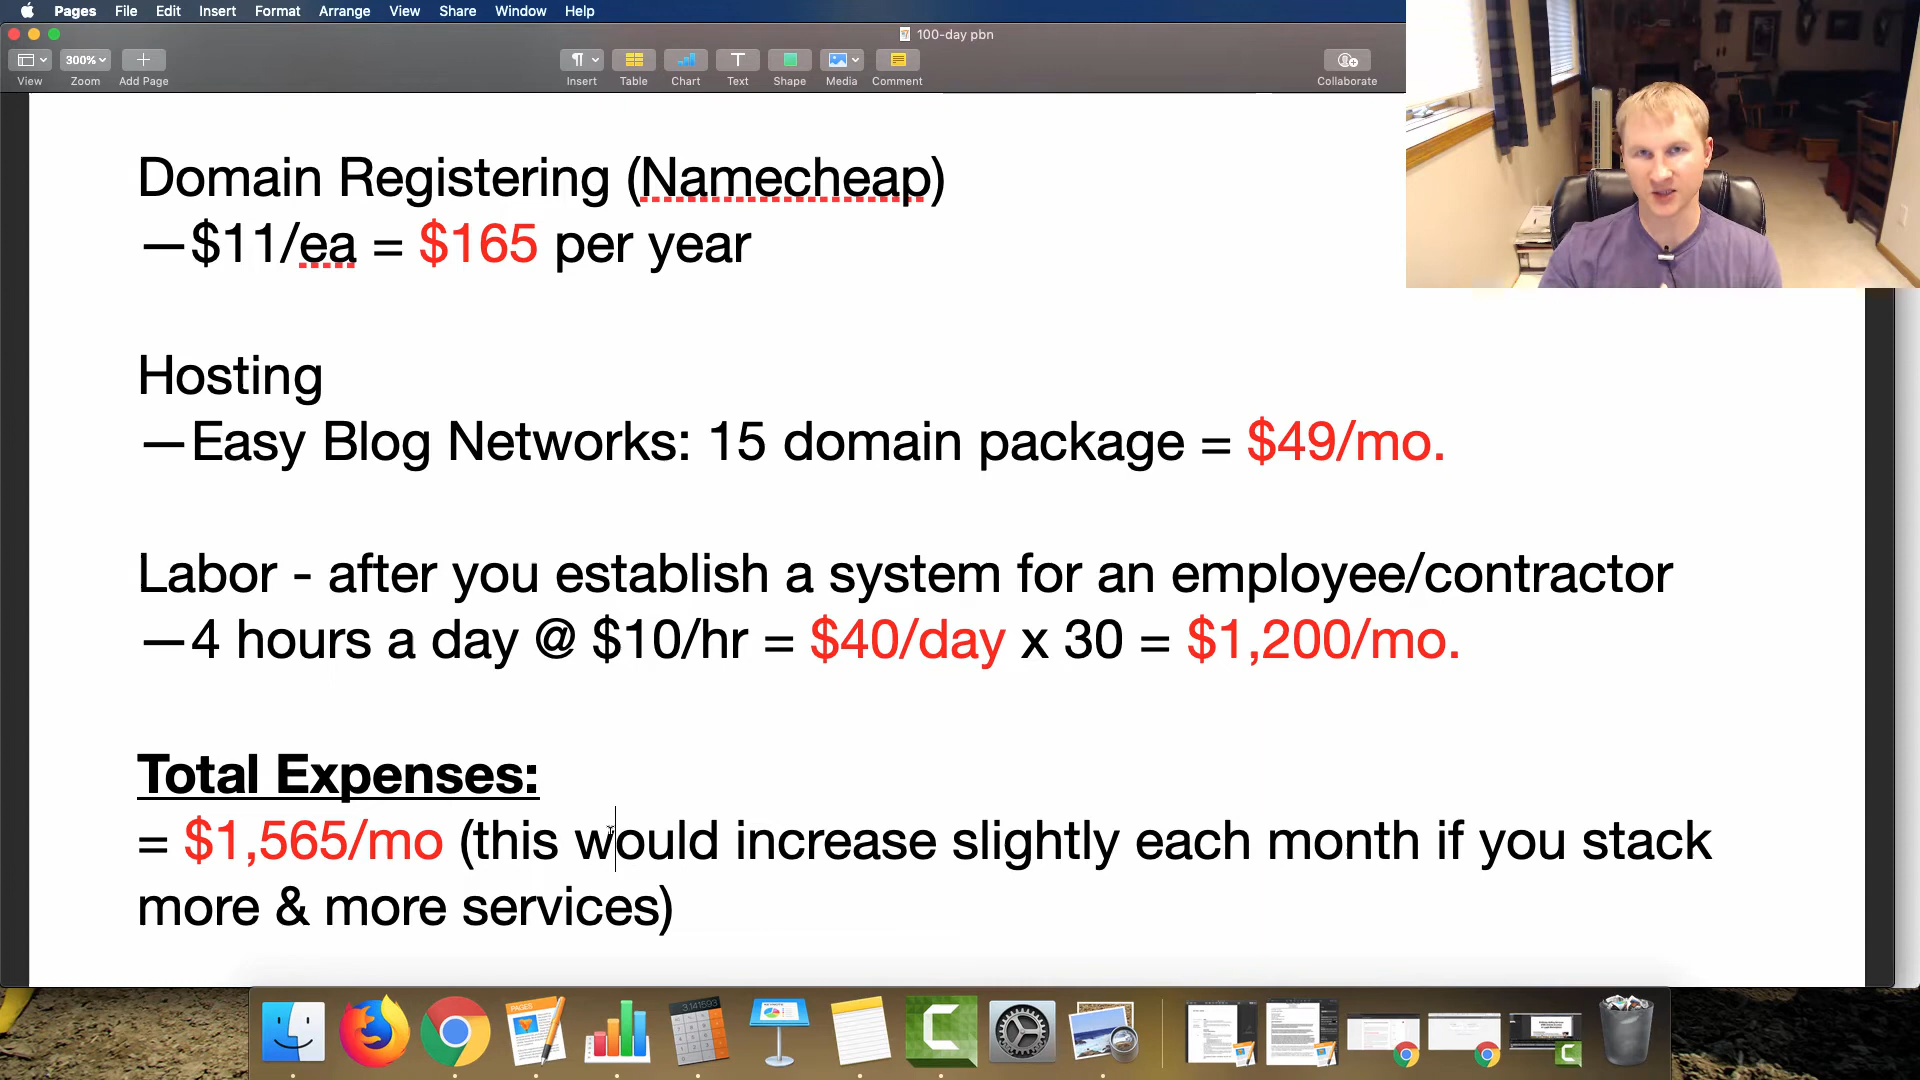 Pages File Edit Insert Format Arrange View Share Window Help
100-day pbn
300%
View Zoom Add Page Insert Table Chart Text Shape Media Comment Collaborate
Domain Registering (Namecheap)
—$11/ea = $165 per year
Hosting
—Easy Blog Networks: 15 domain package = $49/mo.
Labor - after you establish a system for an employee/contractor
—4 hours a day @ $10/hr = $40/day x 30 = $1,200/mo.
Total Expenses:
= $1,565/mo (this would increase slightly each month if you stack
more & more services)
PAGES
3.141593